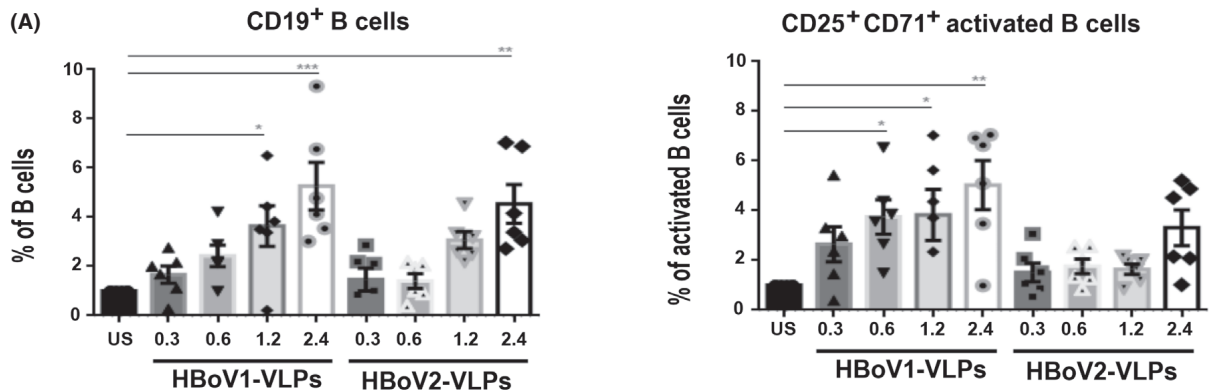 (A)
CD19+ B cells
**
***
*
% of B cells
10
8
6
4
2
0
US 0.3 0.6 1.2 2.4 0.3 0.6 1.2 2.4
HBoV1-VLPs HBoV2-VLPs
CD25+ CD71+ activated B cells
**
*
*
% of activated B cells
10
8
6
4
2
0
US 0.3 0.6 1.2 2.4 0.3 0.6 1.2 2.4
HBoV1-VLPs HBoV2-VLPs